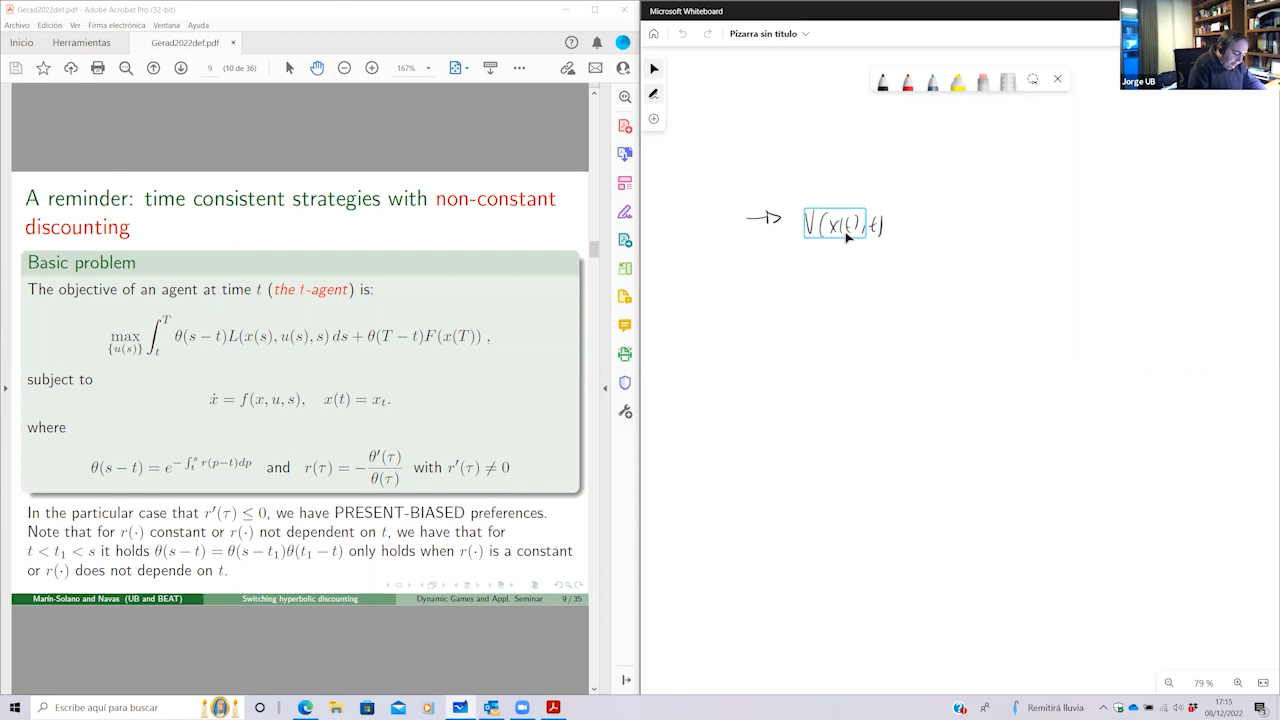 Gerad2022def.pdf - Adobe Acrobat Pro (32-bit)
Archivo Edición Ver Firma electrónica Ventana Ayuda
Inicio Herramientas Gerad2022def.pdf ×
9 (10 de 36) 167%
A reminder: time consistent strategies with non-constant
discounting
Basic problem
The objective of an agent at time t (the t-agent) is:
max_{u(s)} ∫_t^T θ(s − t)L(x(s), u(s), s) ds + θ(T − t)F(x(T)) ,
subject to
ẋ = f(x, u, s), x(t) = x_t.
where
θ(s − t) = e^{− ∫_t^s r(p−t)dp} and r(τ) = − θ′(τ)/θ(τ) with r′(τ) ≠ 0
In the particular case that r′(τ) ≤ 0, we have PRESENT-BIASED preferences.
Note that for r(·) constant or r(·) not dependent on t, we have that for
t < t_1 < s it holds θ(s − t) = θ(s − t_1)θ(t_1 − t) only holds when r(·) is a constant
or r(·) does not depende on t.
Marín-Solano and Navas (UB and BEAT) Switching hyperbolic discounting Dynamic Games and Appl. Seminar 9 / 35
Microsoft Whiteboard
Pizarra sin título
→ V(x(t), t)
79 %
Jorge UB
Escribe aquí para buscar
Remitirá lluvia
17:15
08/12/2022
3